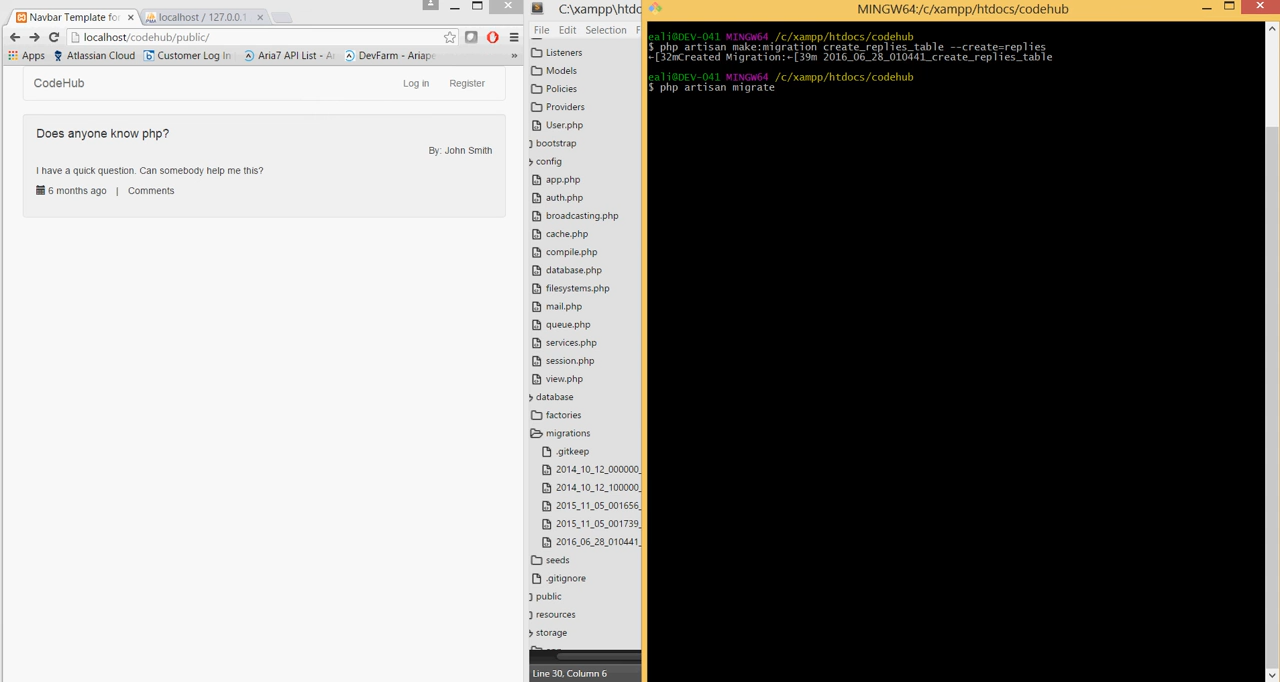 Navbar Template for
localhost / 127.0.0.1
localhost/codehub/public/
Apps
Atlassian Cloud
Customer Log In
Aria7 API List - Ar
DevFarm - Ariape
»
CodeHub
Log in
Register
Does anyone know php?
By: John Smith
I have a quick question. Can somebody help me this?
6 months ago | Comments
C:\xampp\htdo
File Edit Selection F
Listeners
Models
Policies
Providers
User.php
bootstrap
config
app.php
auth.php
broadcasting.php
cache.php
compile.php
database.php
filesystems.php
mail.php
queue.php
services.php
session.php
view.php
database
factories
migrations
.gitkeep
2014_10_12_000000_
2014_10_12_100000_
2015_11_05_001656_
2015_11_05_001739_
2016_06_28_010441_
seeds
.gitignore
public
resources
storage
Line 30, Column 6
MINGW64:/c/xampp/htdocs/codehub
eali@DEV-041 MINGW64 /c/xampp/htdocs/codehub
$ php artisan make:migration create_replies_table --create=replies
←[32mCreated Migration:←[39m 2016_06_28_010441_create_replies_table
eali@DEV-041 MINGW64 /c/xampp/htdocs/codehub
$ php artisan migrate